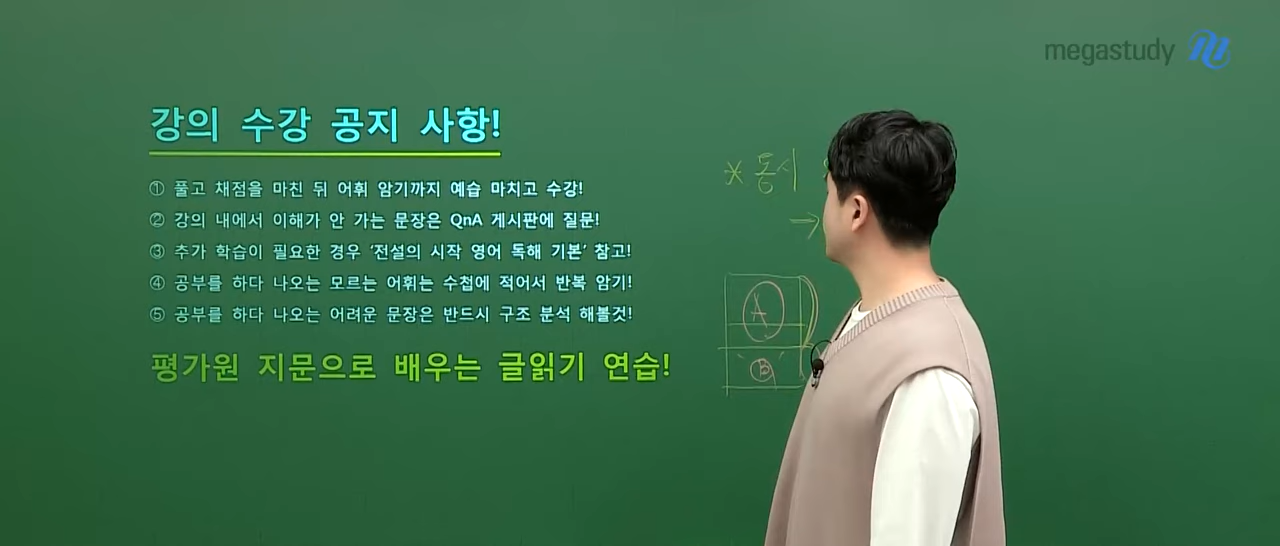 megastudy
강의 수강 공지 사항!
① 풀고 채점을 마친 뒤 어휘 암기까지 예습 마치고 수강!
② 강의 내에서 이해가 안 가는 문장은 QnA 게시판에 질문!
③ 추가 학습이 필요한 경우 '전설의 시작 영어 독해 기본' 참고!
④ 공부를 하다 나오는 모르는 어휘는 수첩에 적어서 반복 암기!
⑤ 공부를 하다 나오는 어려운 문장은 반드시 구조 분석 해볼것!
평가원 지문으로 배우는 글읽기 연습!
* 동시
→
A
B